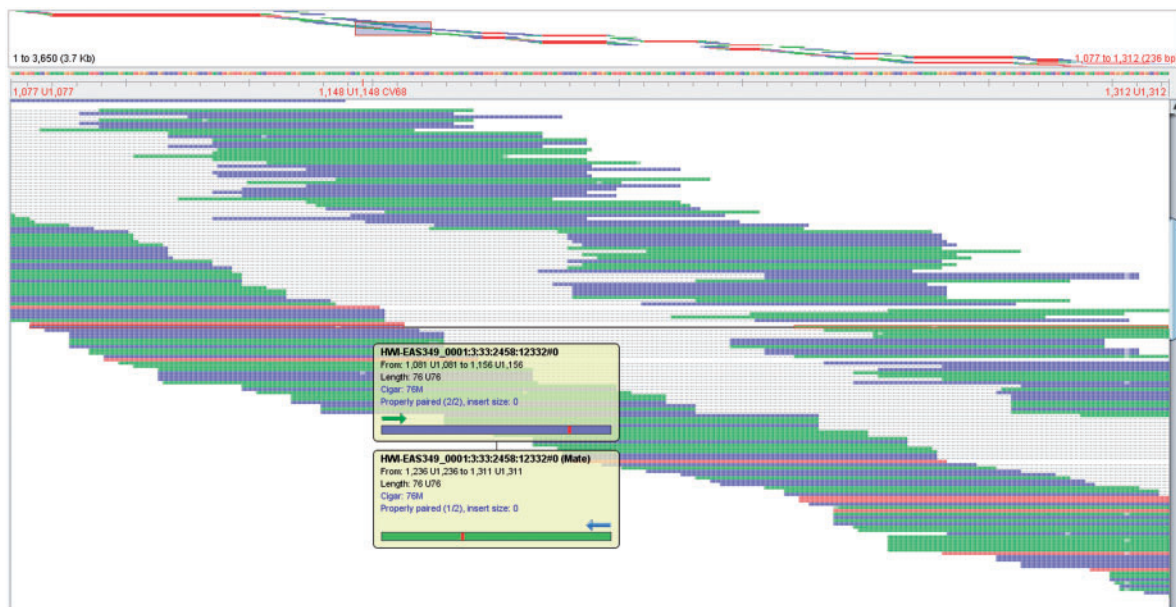 1 to 3,650 (3.7 Kb)
1,077 to 1,312 (236 bp)
1,077 U1,077
1,148 U1,148 CV68
1,312 U1,312
HWI-EAS349_0001:3:33:2458:12332#0
From: 1,081 U1,081 to 1,156 U1,156
Length: 76 U76
Cigar: 76M
Properly paired (2/2), insert size: 0
HWI-EAS349_0001:3:33:2458:12332#0 (Mate)
From: 1,236 U1,236 to 1,311 U1,311
Length: 76 U76
Cigar: 76M
Properly paired (1/2), insert size: 0